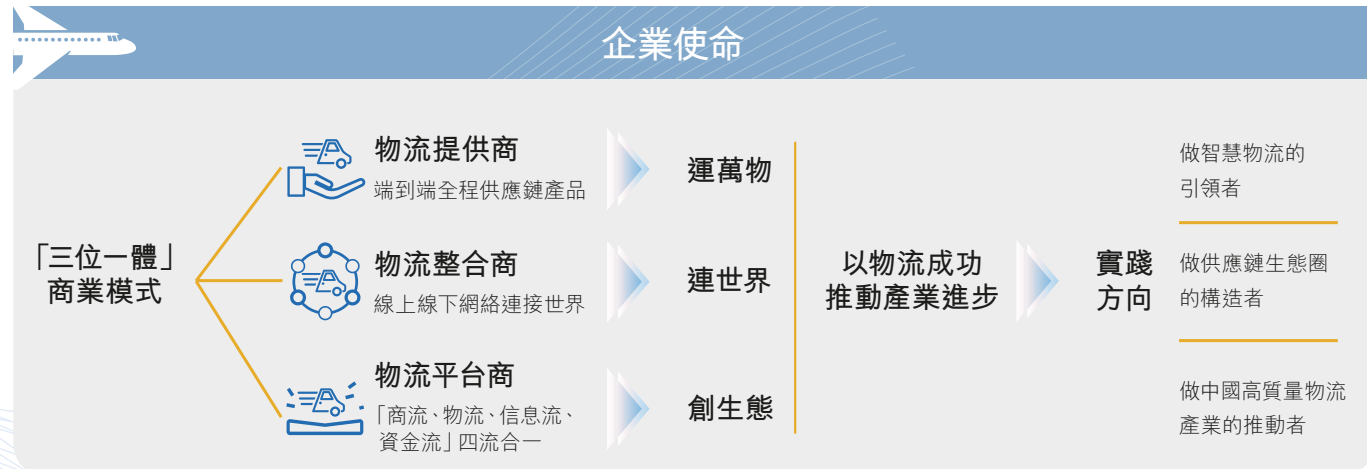 企業使命
「三位一體」
商業模式
物流提供商
端到端全程供應鏈產品
運萬物
物流整合商
線上線下網絡連接世界
連世界
物流平台商
「商流、物流、信息流、
資金流」四流合一
創生態
以物流成功
推動產業進步
實踐
方向
做智慧物流的
引領者
做供應鏈生態圈
的構造者
做中國高質量物流
產業的推動者